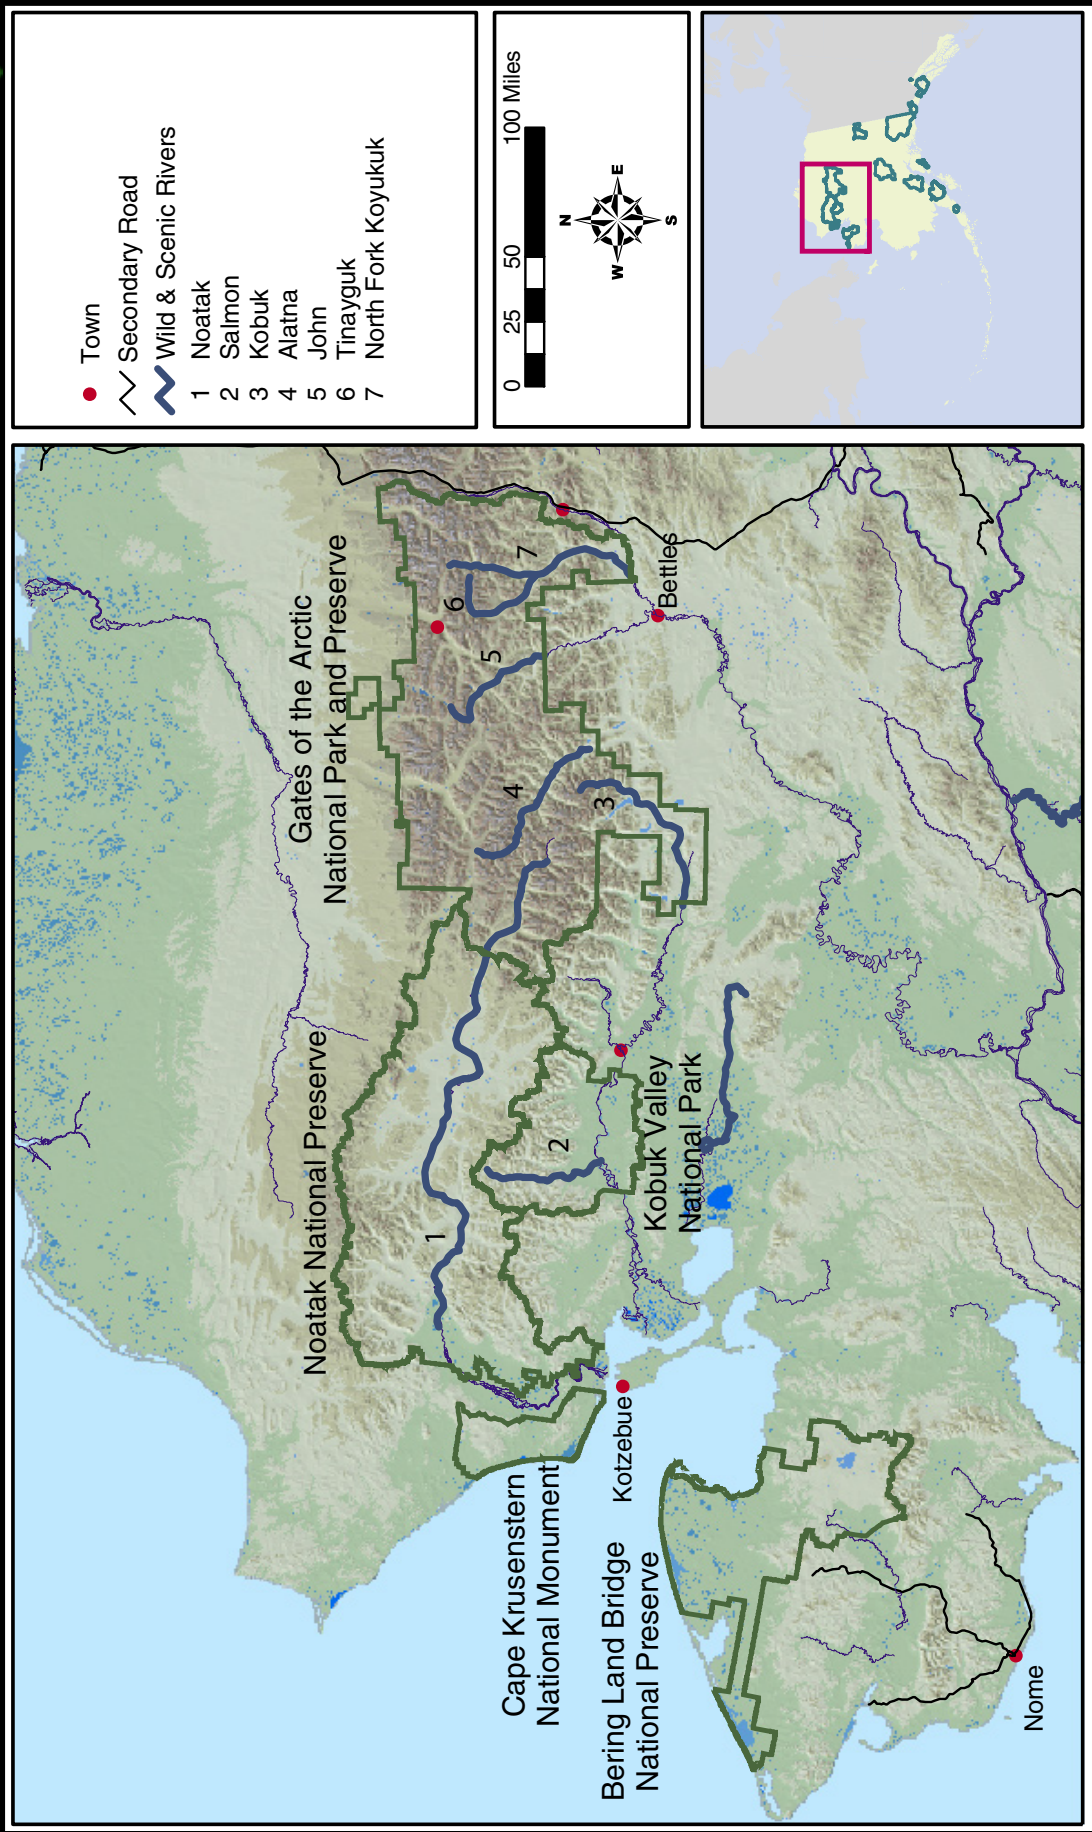 Noatak National Preserve
Gates of the Arctic
National Park and Preserve
Cape Krusenstern
National Monument
Bering Land Bridge
National Preserve
Kobuk Valley
National Park
Kotzebue
Nome
Bettles
1
2
3
4
5
6
7
Town
Secondary Road
Wild & Scenic Rivers
1 Noatak
2 Salmon
3 Kobuk
4 Alatna
5 John
6 Tinayguk
7 North Fork Koyukuk
0 25 50 100 Miles
N
W E
S